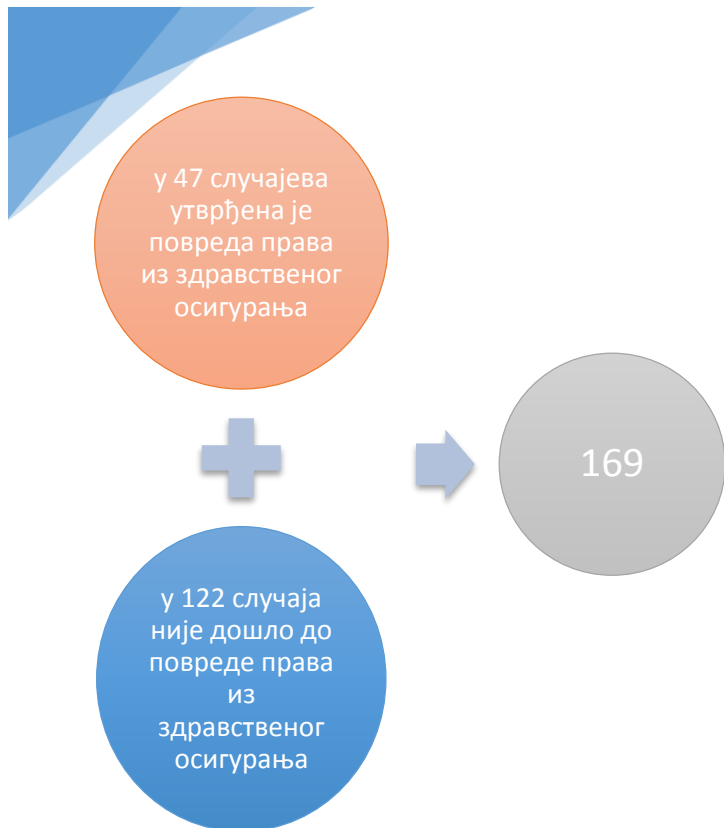 у 47 случајева
утврђена је
повреда права
из здравственог
осигурања
169
у 122 случаја
није дошло до
повреде права
из
здравственог
осигурања